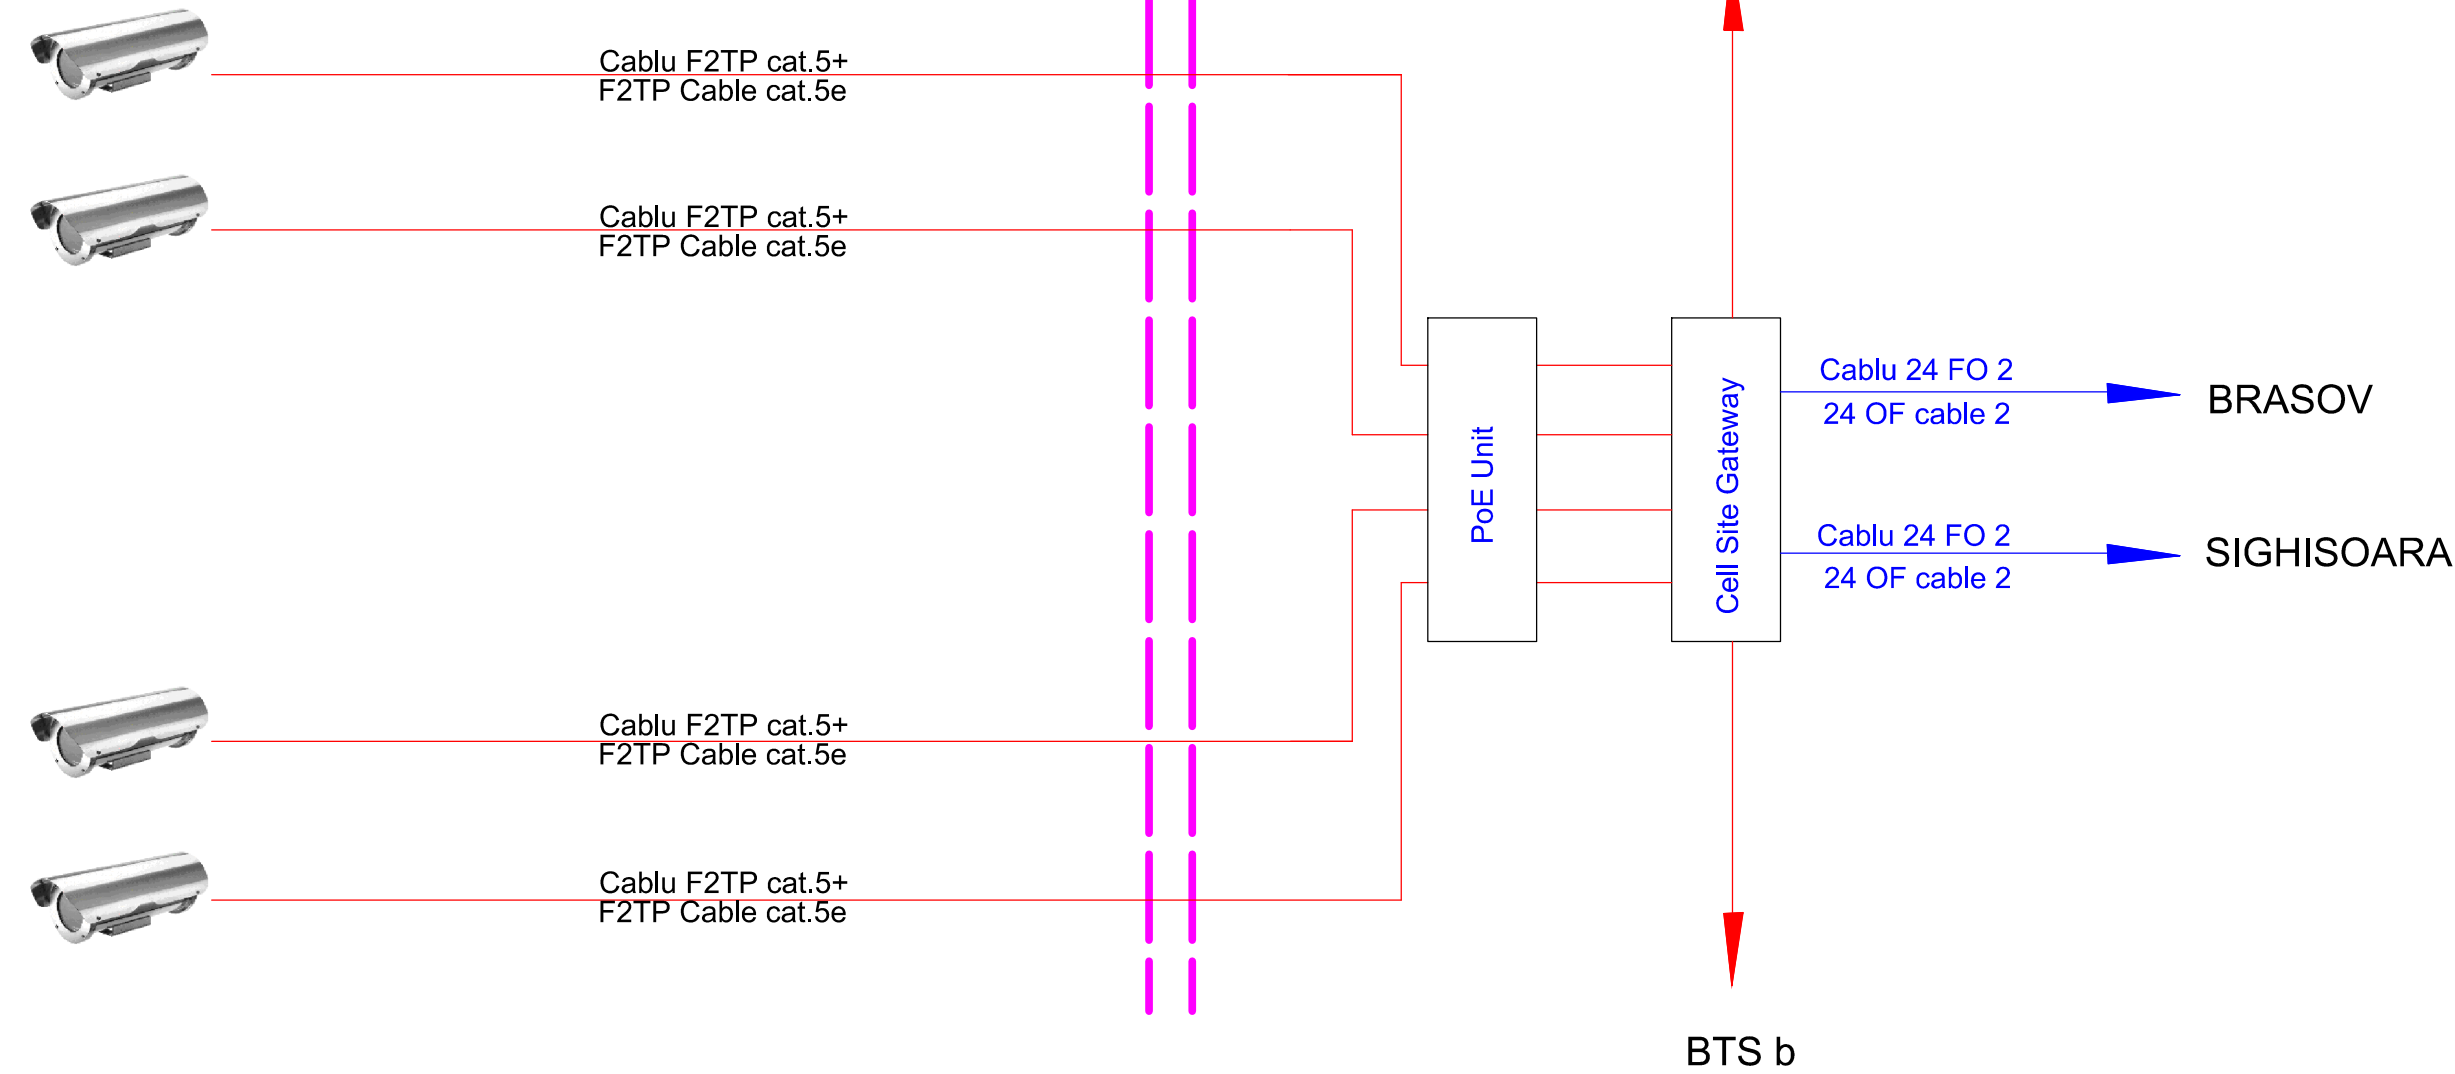 Cablu F2TP cat.5+
F2TP Cable cat.5e
Cablu F2TP cat.5+
F2TP Cable cat.5e
PoE Unit
Cell Site Gateway
Cablu 24 FO 2
24 OF cable 2
BRASOV
Cablu 24 FO 2
24 OF cable 2
SIGHISOARA
Cablu F2TP cat.5+
F2TP Cable cat.5e
Cablu F2TP cat.5+
F2TP Cable cat.5e
BTS b